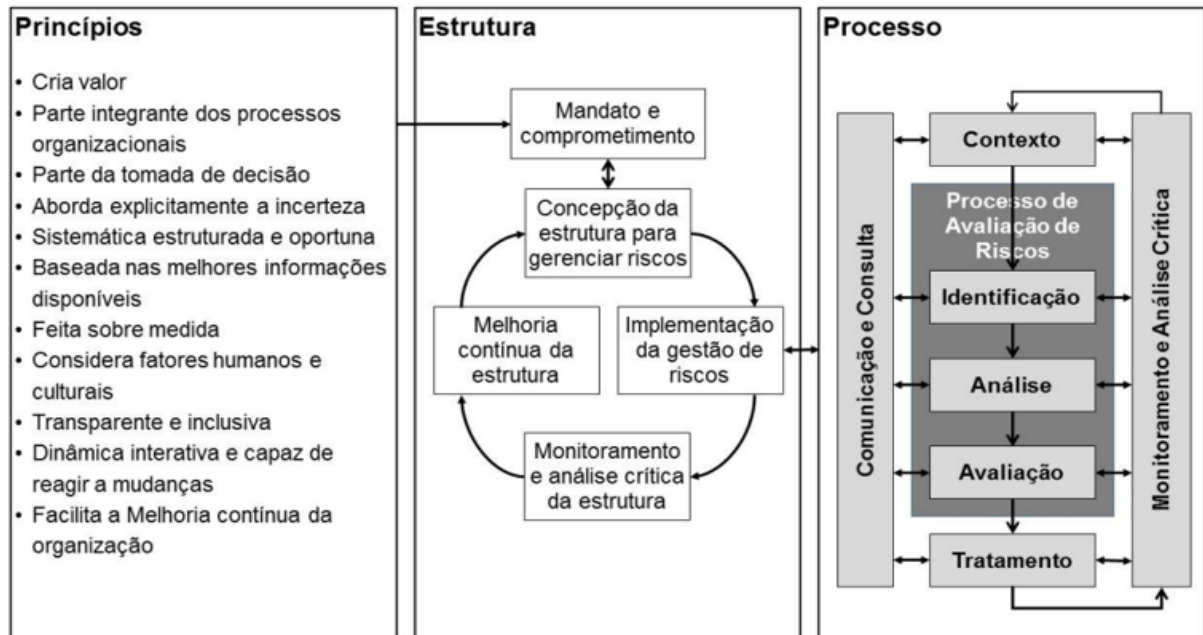 Princípios
• Cria valor
• Parte integrante dos processos
organizacionais
• Parte da tomada de decisão
• Aborda explicitamente a incerteza
• Sistemática estruturada e oportuna
• Baseada nas melhores informações
disponíveis
• Feita sobre medida
• Considera fatores humanos e
culturais
• Transparente e inclusiva
• Dinâmica interativa e capaz de
reagir a mudanças
• Facilita a Melhoria contínua da
organização
Estrutura
Mandato e
comprometimento
Concepção da
estrutura para
gerenciar riscos
Melhoria
contínua da
estrutura
Implementação
da gestão de
riscos
Monitoramento
e análise crítica
da estrutura
Processo
Comunicação e Consulta
Contexto
Processo de
Avaliação de
Riscos
Identificação
Análise
Avaliação
Tratamento
Monitoramento e Análise Crítica